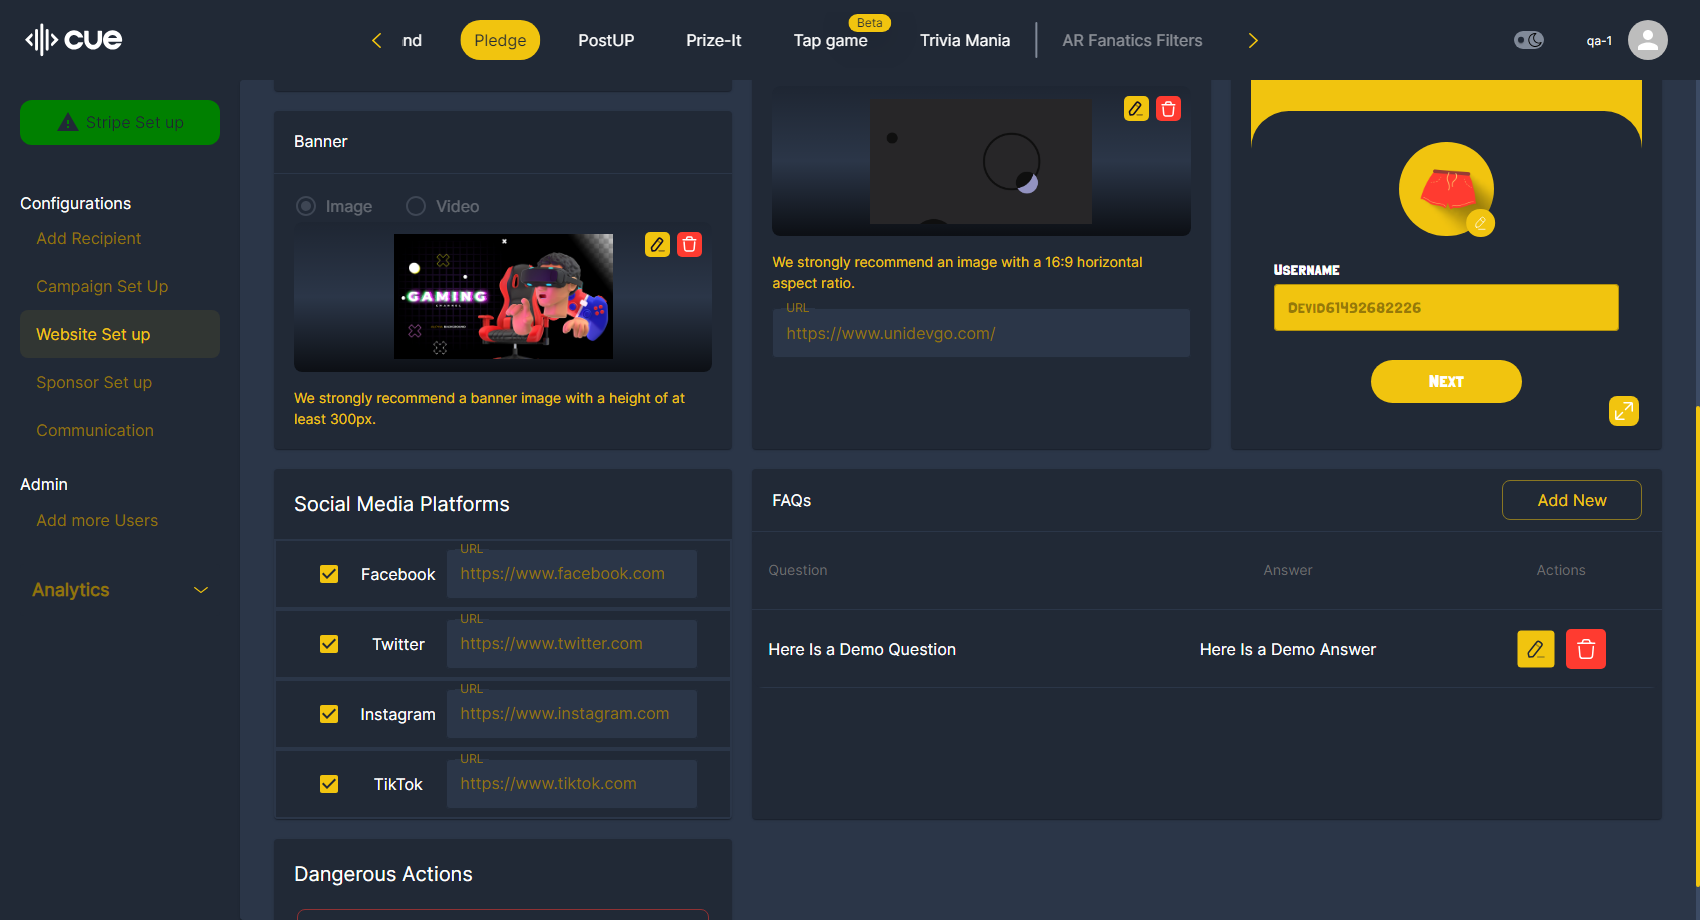 cue
nd
Pledge
PostUP
Prize-It
Beta
Tap game
Trivia Mania
AR Fanatics Filters
qa-1
Stripe Set up
Configurations
Add Recipient
Campaign Set Up
Website Set up
Sponsor Set up
Communication
Admin
Add more Users
Analytics
Banner
Image
Video
GAMING
We strongly recommend a banner image with a height of at
least 300px.
We strongly recommend an image with a 16:9 horizontal
aspect ratio.
URL
https://www.unidevgo.com/
Username
Devid61492682226
Next
Social Media Platforms
Facebook
URL
https://www.facebook.com
Twitter
URL
https://www.twitter.com
Instagram
URL
https://www.instagram.com
TikTok
URL
https://www.tiktok.com
FAQs
Add New
Question
Answer
Actions
Here Is a Demo Question
Here Is a Demo Answer
Dangerous Actions